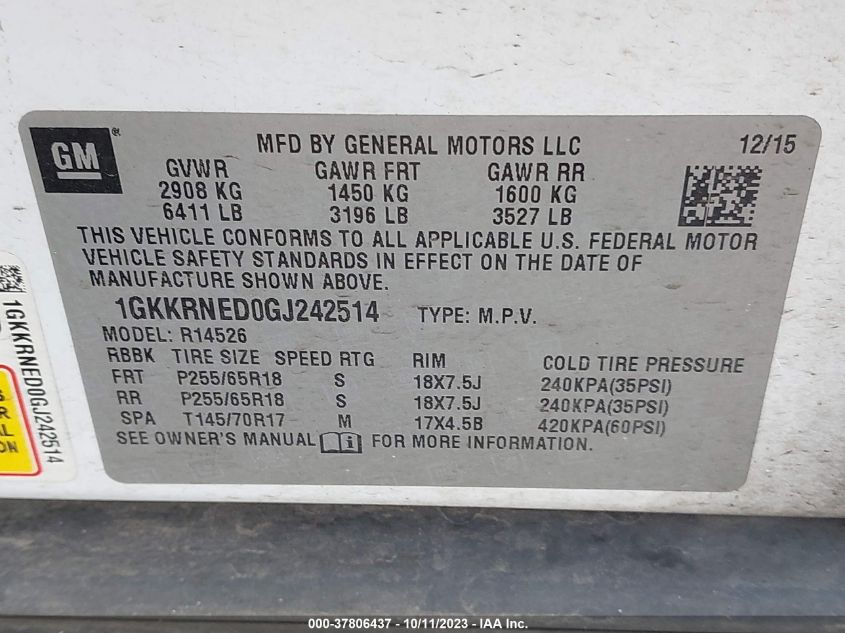 GM
®
MFD BY GENERAL MOTORS LLC 12/15
GVWR GAWR FRT GAWR RR
2908 KG 1450 KG 1600 KG
6411 LB 3196 LB 3527 LB
THIS VEHICLE CONFORMS TO ALL APPLICABLE U.S. FEDERAL MOTOR
VEHICLE SAFETY STANDARDS IN EFFECT ON THE DATE OF
MANUFACTURE SHOWN ABOVE.
1GKKRNED0GJ242514 TYPE: M.P.V.
MODEL: R14526
RBBK TIRE SIZE SPEED RTG RIM COLD TIRE PRESSURE
FRT P255/65R18 S 18X7.5J 240KPA(35PSI)
RR P255/65R18 S 18X7.5J 240KPA(35PSI)
SPA T145/70R17 M 17X4.5B 420KPA(60PSI)
SEE OWNER'S MANUAL FOR MORE INFORMATION.
1GKKRNED0GJ242514
000-37806437 - 10/11/2023 - IAA Inc.